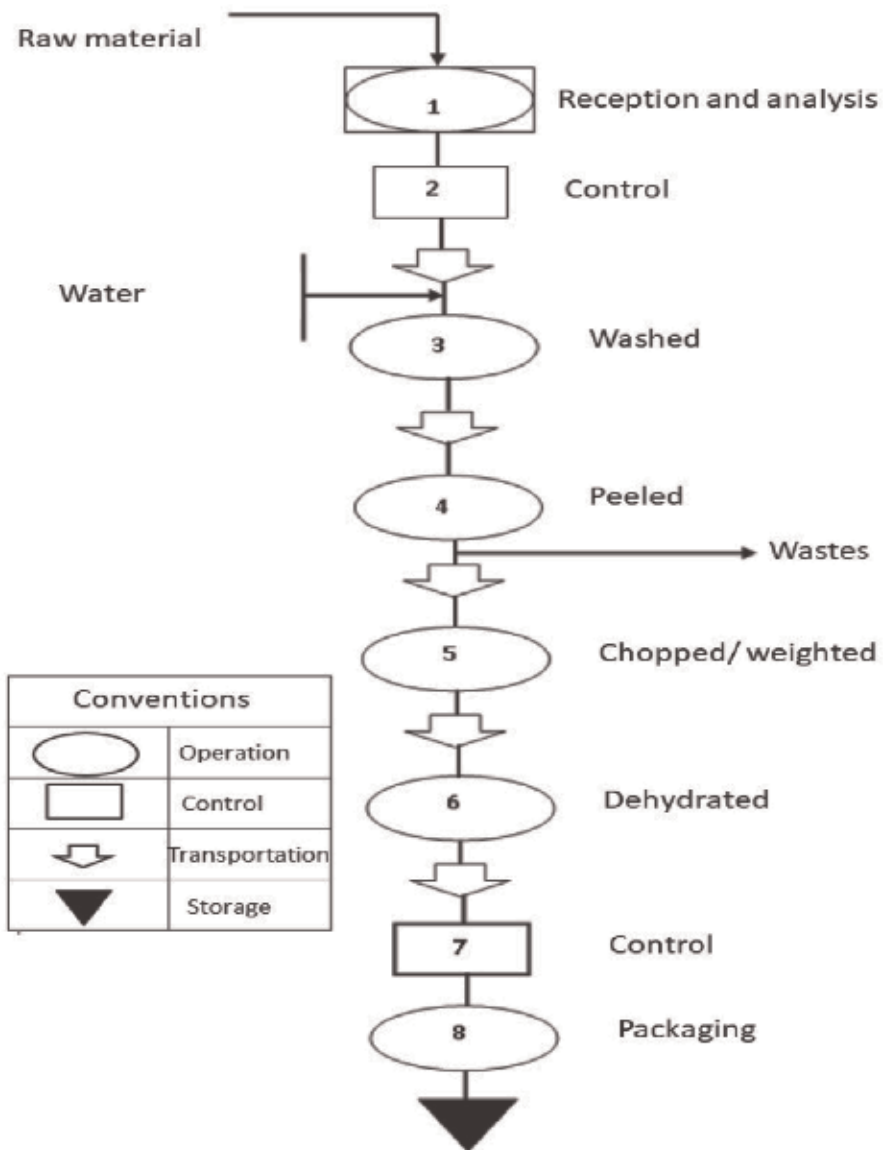 Raw material
1
Reception and analysis
2
Control
Water
3
Washed
4
Peeled
Wastes
5
Chopped/ weighted
6
Dehydrated
7
Control
8
Packaging
Conventions
Operation
Control
Transportation
Storage